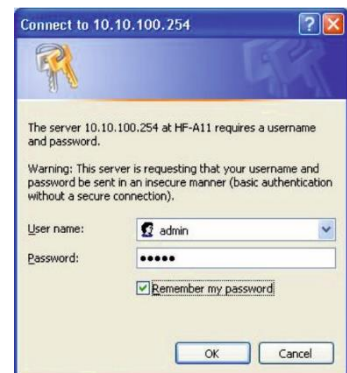 Connect to 10.10.100.254
The server 10.10.100.254 at HF-A11 requires a username
and password.
Warning: This server is requesting that your username and
password be sent in an insecure manner (basic authentication
without a secure connection).
User name:
admin
Password:
•••••
Remember my password
OK
Cancel